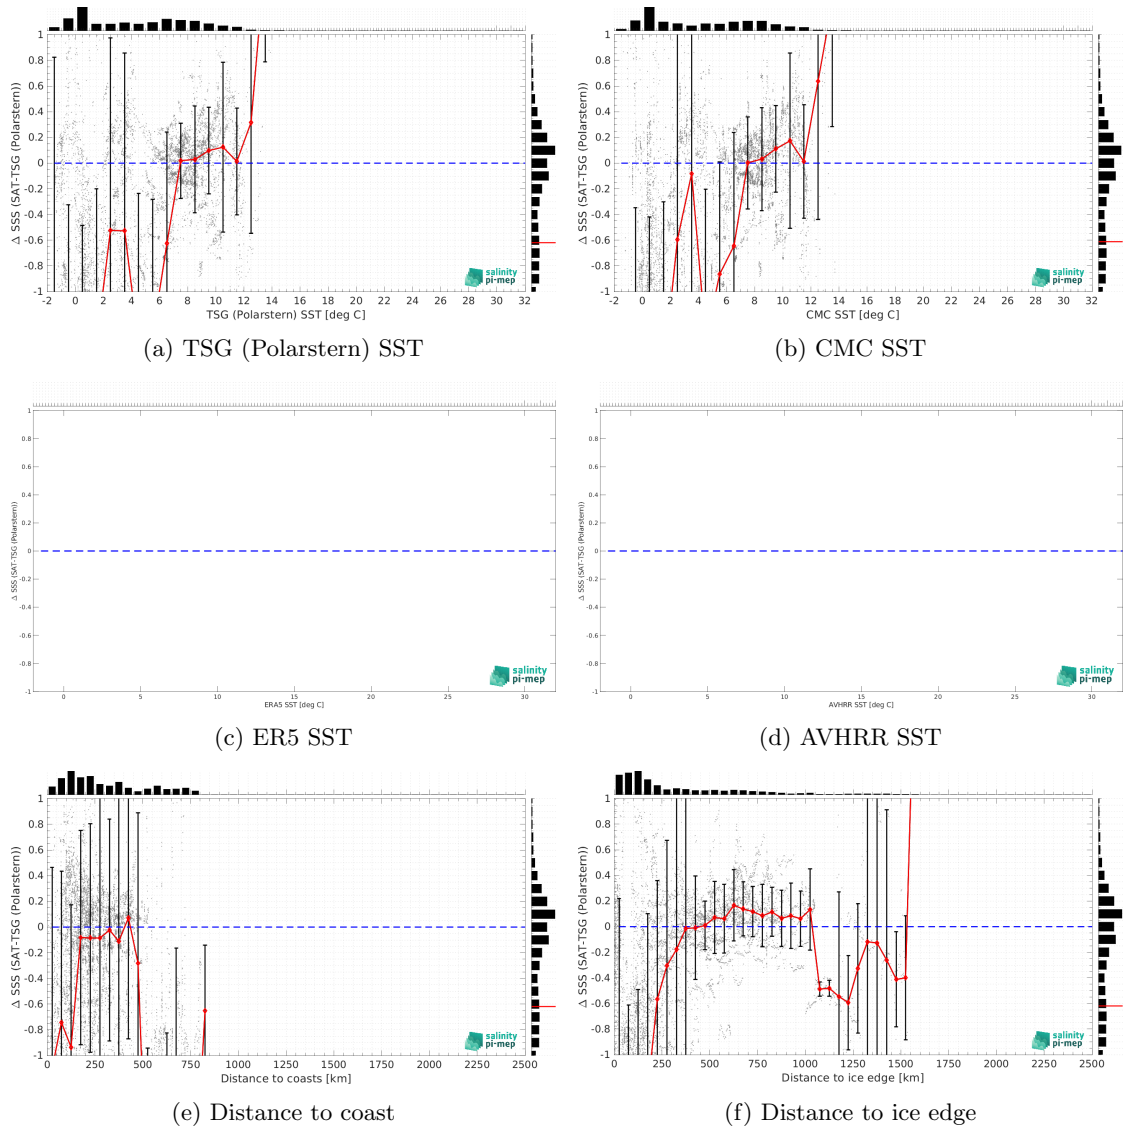 1
0.8
0.6
0.4
0.2
0
-0.2
-0.4
-0.6
-0.8
-1
Δ SSS (SAT-TSG (Polarstern))
-2 0 2 4 6 8 10 12 14 16 18 20 22 24 26 28 30 32
TSG (Polarstern) SST [deg C]
salinity
pi-mep
(a) TSG (Polarstern) SST
1
0.8
0.6
0.4
0.2
0
-0.2
-0.4
-0.6
-0.8
-1
Δ SSS (SAT-TSG (Polarstern))
-2 0 2 4 6 8 10 12 14 16 18 20 22 24 26 28 30 32
CMC SST [deg C]
salinity
pi-mep
(b) CMC SST
1
0.8
0.6
0.4
0.2
0
-0.2
-0.4
-0.6
-0.8
-1
Δ SSS (SAT-TSG (Polarstern))
0 5 10 15 20 25 30
ERA5 SST [deg C]
salinity
pi-mep
(c) ER5 SST
1
0.8
0.6
0.4
0.2
0
-0.2
-0.4
-0.6
-0.8
-1
Δ SSS (SAT-TSG (Polarstern))
0 5 10 15 20 25 30
AVHRR SST [deg C]
salinity
pi-mep
(d) AVHRR SST
1
0.8
0.6
0.4
0.2
0
-0.2
-0.4
-0.6
-0.8
-1
Δ SSS (SAT-TSG (Polarstern))
0 250 500 750 1000 1250 1500 1750 2000 2250 2500
Distance to coasts [km]
salinity
pi-mep
(e) Distance to coast
1
0.8
0.6
0.4
0.2
0
-0.2
-0.4
-0.6
-0.8
-1
Δ SSS (SAT-TSG (Polarstern))
0 250 500 750 1000 1250 1500 1750 2000 2250 2500
Distance to ice edge [km]
salinity
pi-mep
(f) Distance to ice edge